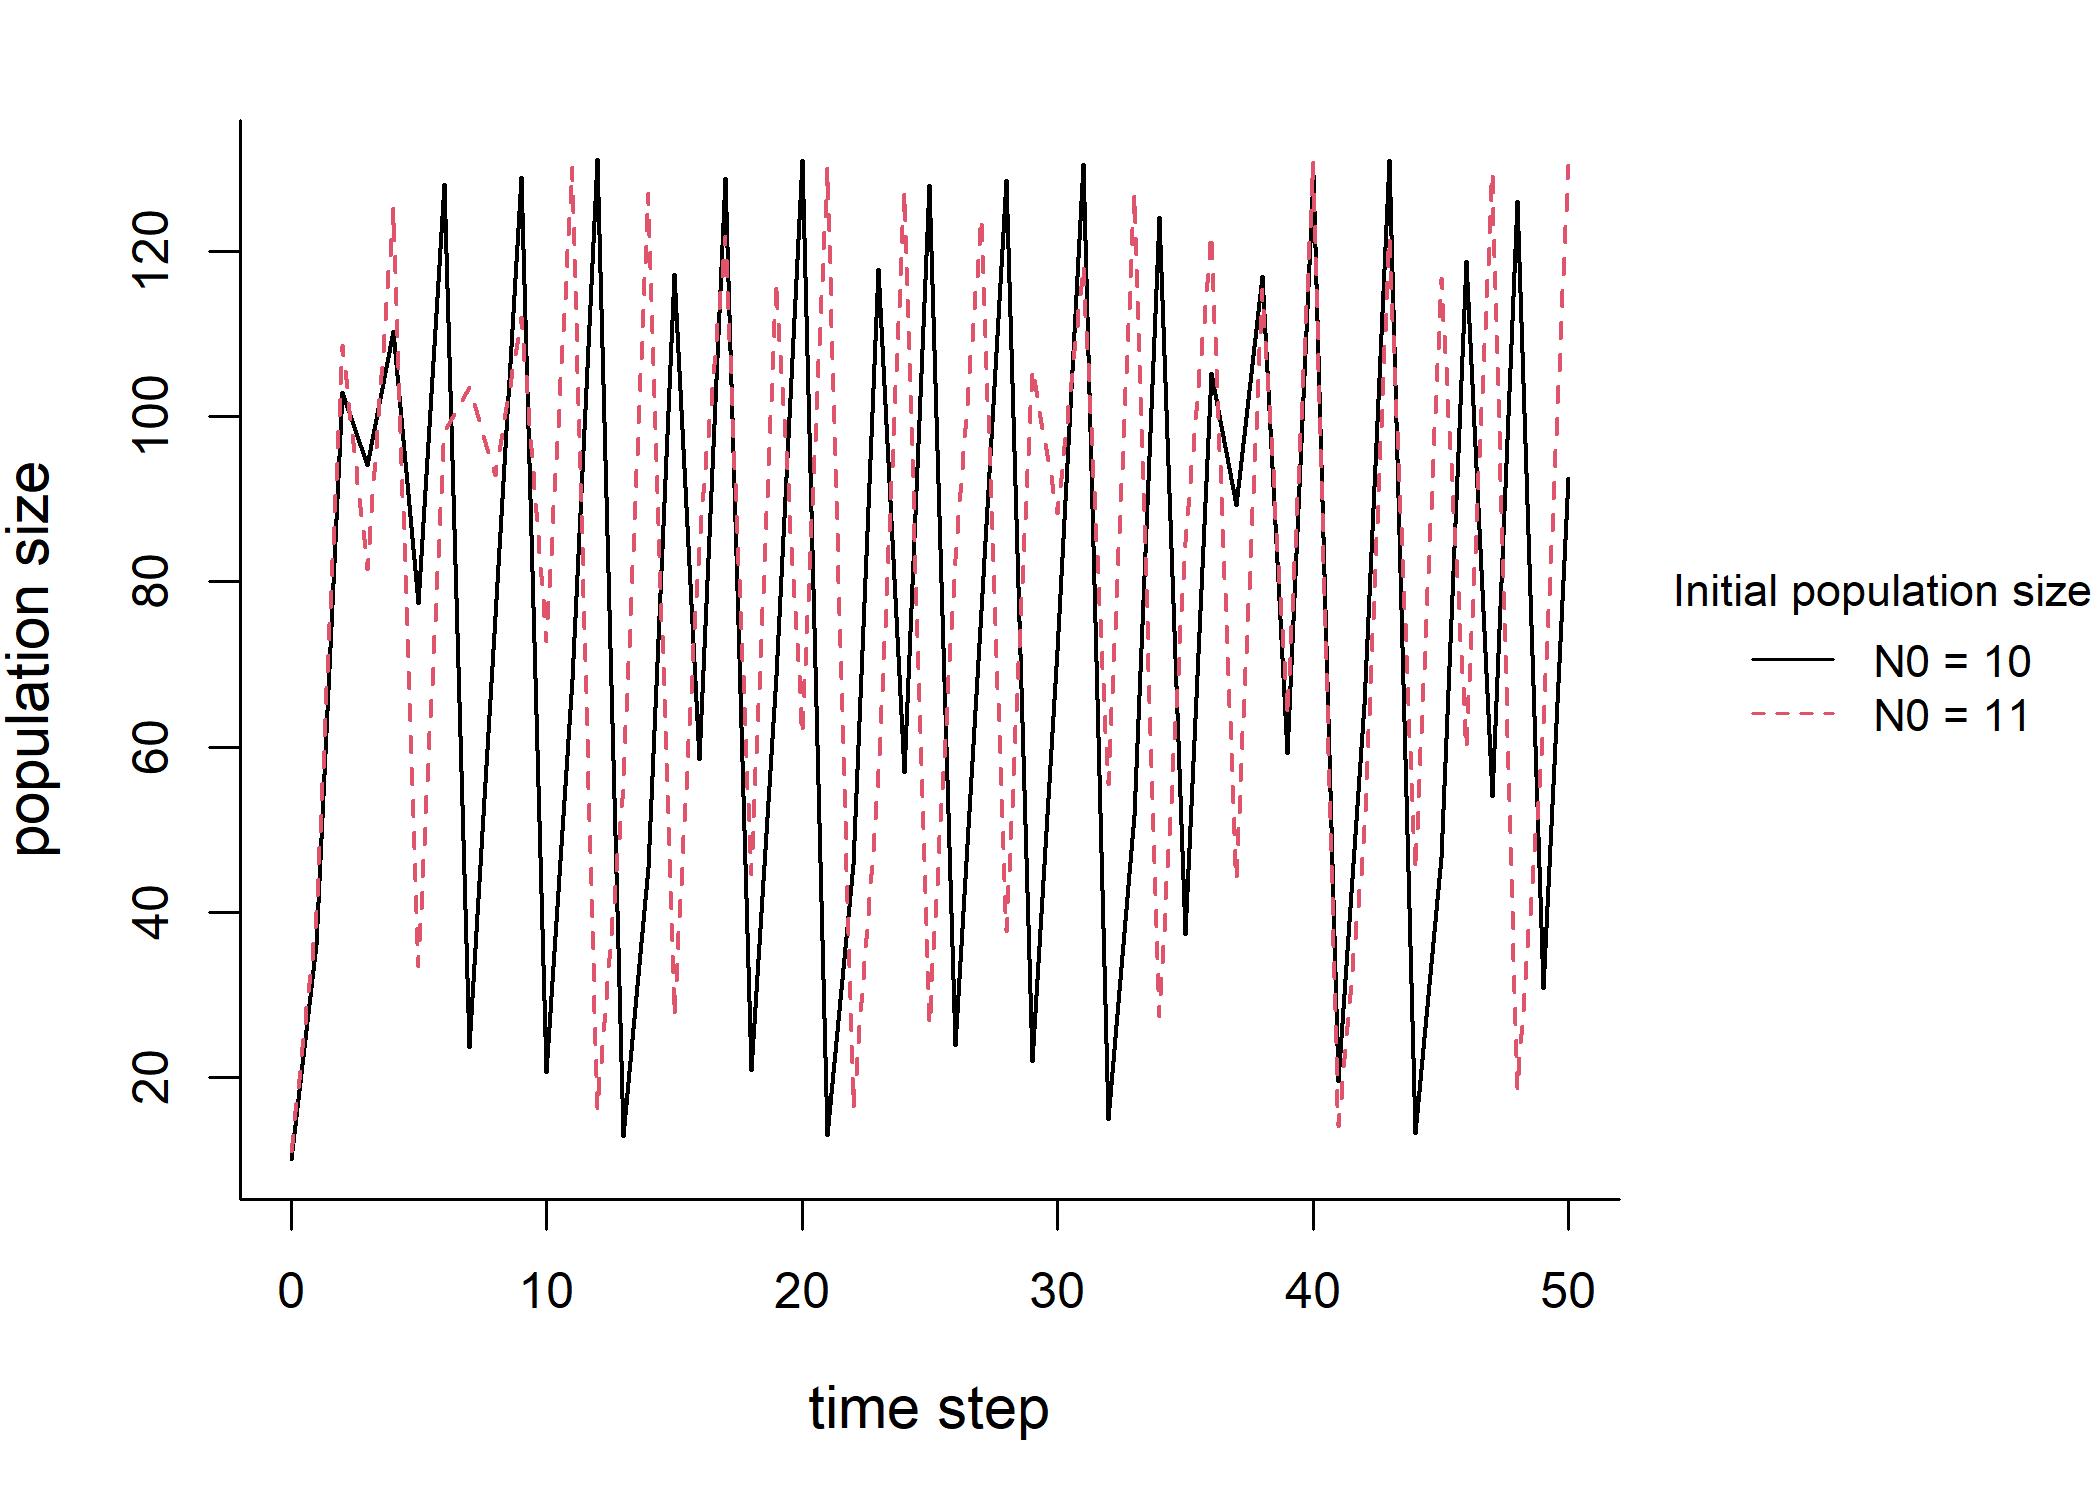 population size
120
100
80
60
40
20
0 10 20 30 40 50
time step
Initial population size
N0 = 10
N0 = 11